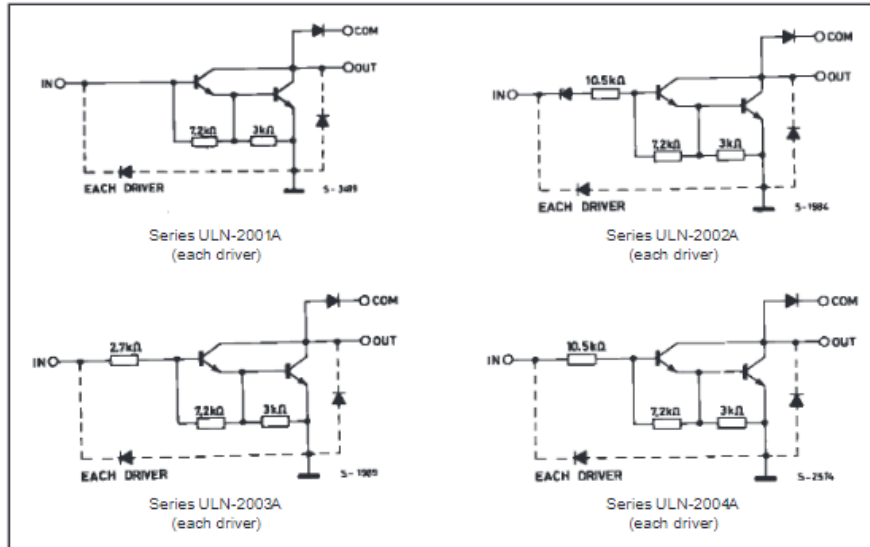 COM
OUT
IN
7,2kΩ
3kΩ
EACH DRIVER
Series ULN-2001A
(each driver)
COM
OUT
IN
10.5kΩ
7,2kΩ
3kΩ
EACH DRIVER
S-1984
Series ULN-2002A
(each driver)
COM
OUT
2,7kΩ
IN
7,2kΩ
3kΩ
EACH DRIVER
Series ULN-2003A
(each driver)
COM
OUT
10.5kΩ
IN
7,2kΩ
3kΩ
EACH DRIVER
Series ULN-2004A
(each driver)